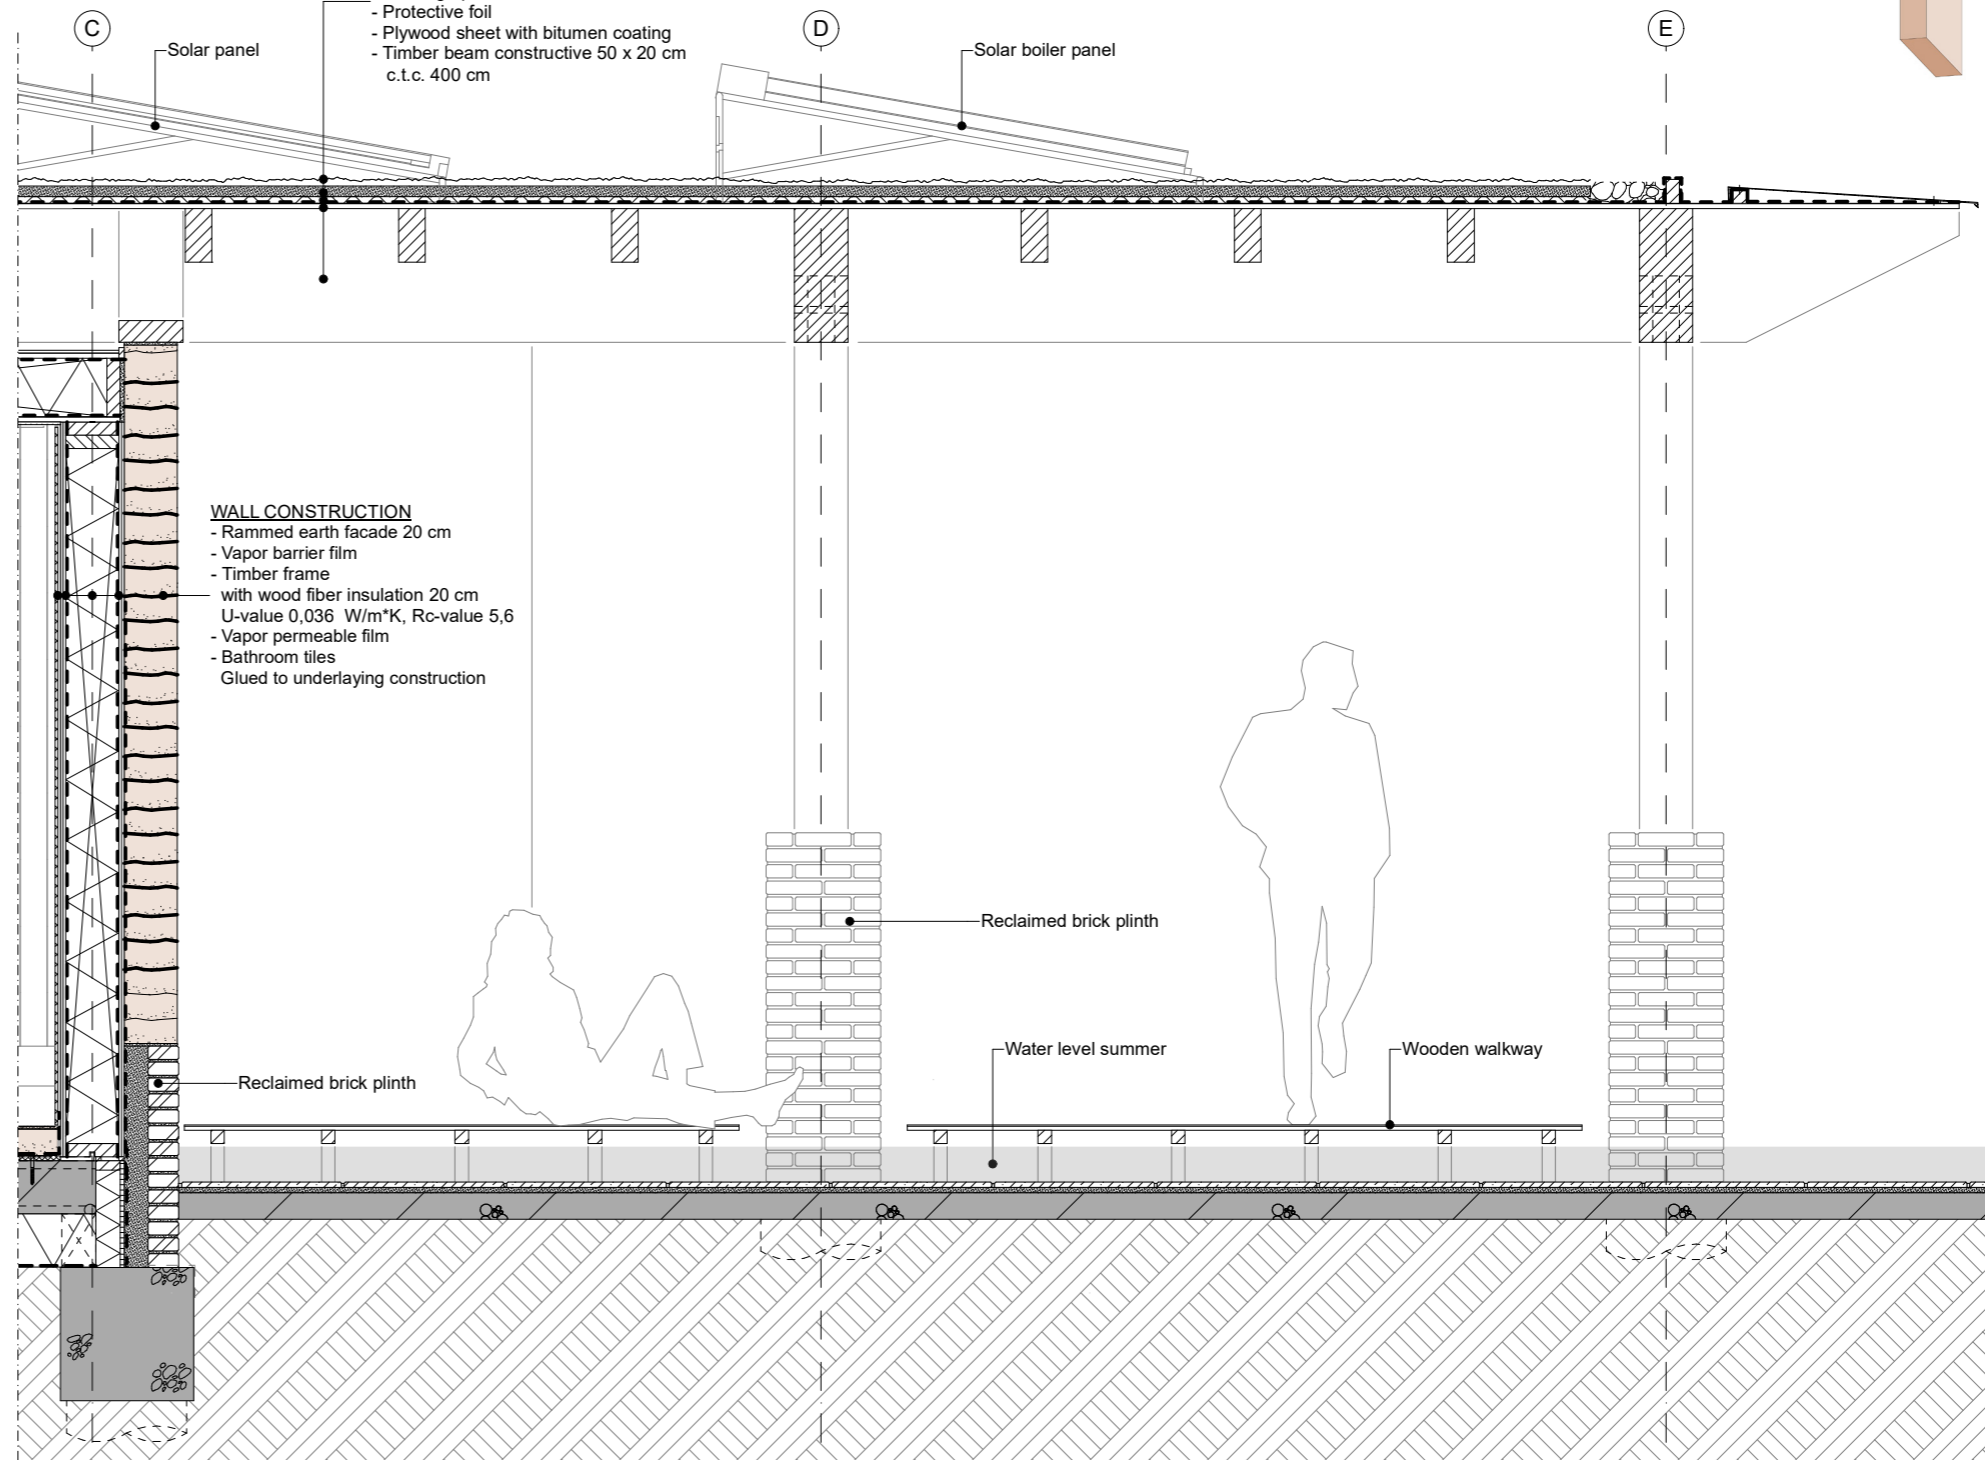 C
D
E
- Protective foil
- Plywood sheet with bitumen coating
- Timber beam constructive 50 x 20 cm
c.t.c. 400 cm
Solar panel
Solar boiler panel
WALL CONSTRUCTION
- Rammed earth facade 20 cm
- Vapor barrier film
- Timber frame
with wood fiber insulation 20 cm
U-value 0,036 W/m*K, Rc-value 5,6
- Vapor permeable film
- Bathroom tiles
Glued to underlaying construction
Reclaimed brick plinth
Water level summer
Wooden walkway
Reclaimed brick plinth
x